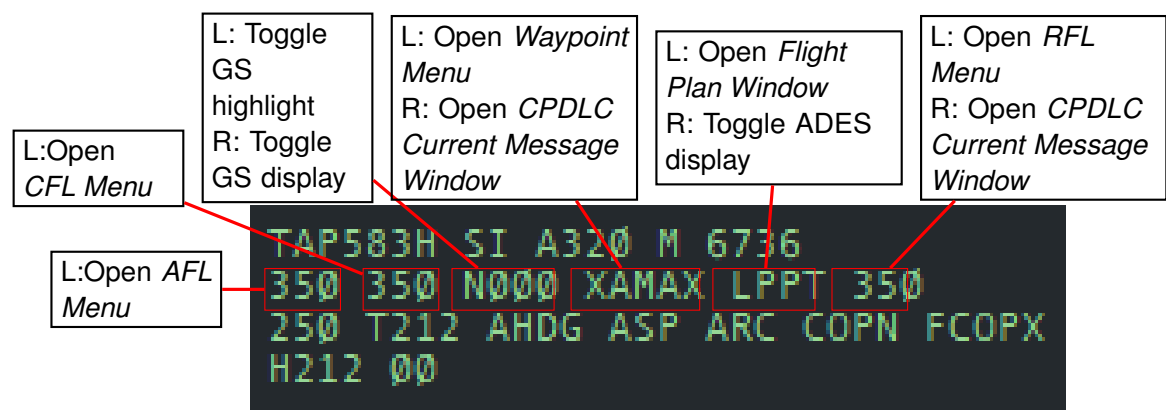 L: Toggle
GS
highlight
R: Toggle
GS display
L: Open Waypoint
Menu
R: Open CPDLC
Current Message
Window
L: Open Flight
Plan Window
R: Toggle ADES
display
L: Open RFL
Menu
R: Open CPDLC
Current Message
Window
L:Open
CFL Menu
L:Open AFL
Menu
TAP583H SI A320 M 6736
350 350 N000 XAMAX LPPT 350
250 T212 AHDG ASP ARC COPN FCOPX
H212 00